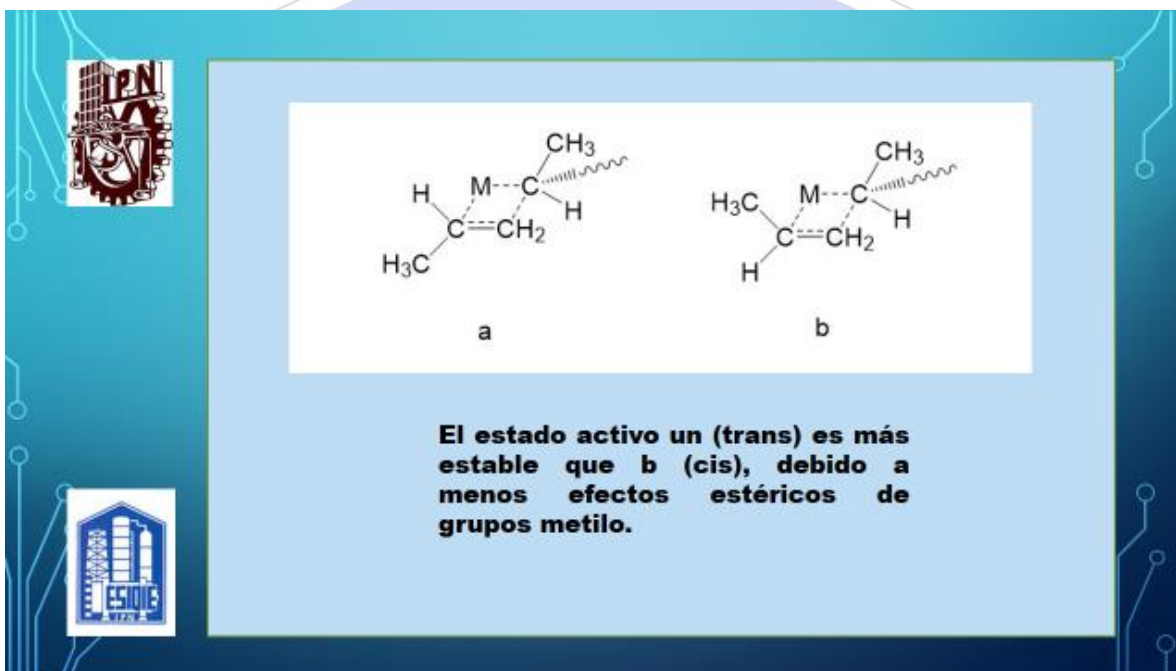 IPN
CH3
H M C
H
C CH2
H3C
a
CH3
H3C M C
H
C CH2
H
b
El estado activo un (trans) es más
estable que b (cis), debido a
menos efectos estéricos de
grupos metilo.
ESIQIE
IPN